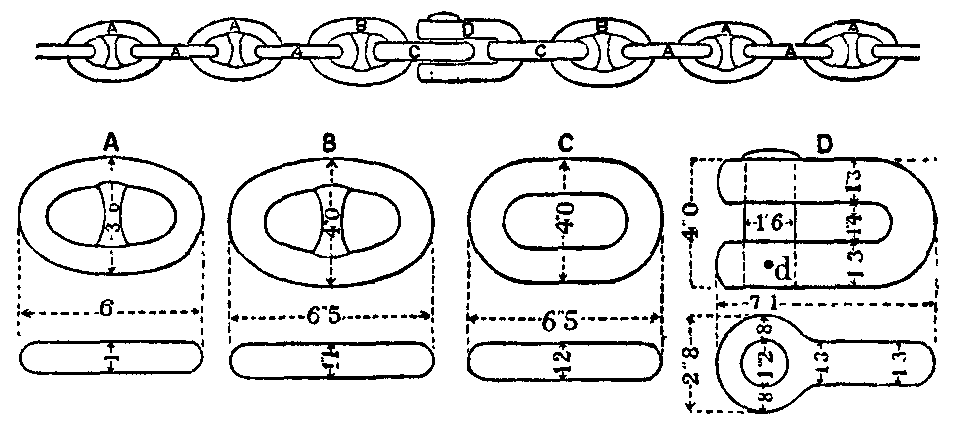 A A B D B A A
A A C C A A
A B C D
3·6 4·0 4·0 4·0 1·3 1·6 1·4 1·3 d
6 6·5 6·5 7·1
1 1·1 1·2 2·8 ·8 1·2 ·8 1·3 1·3